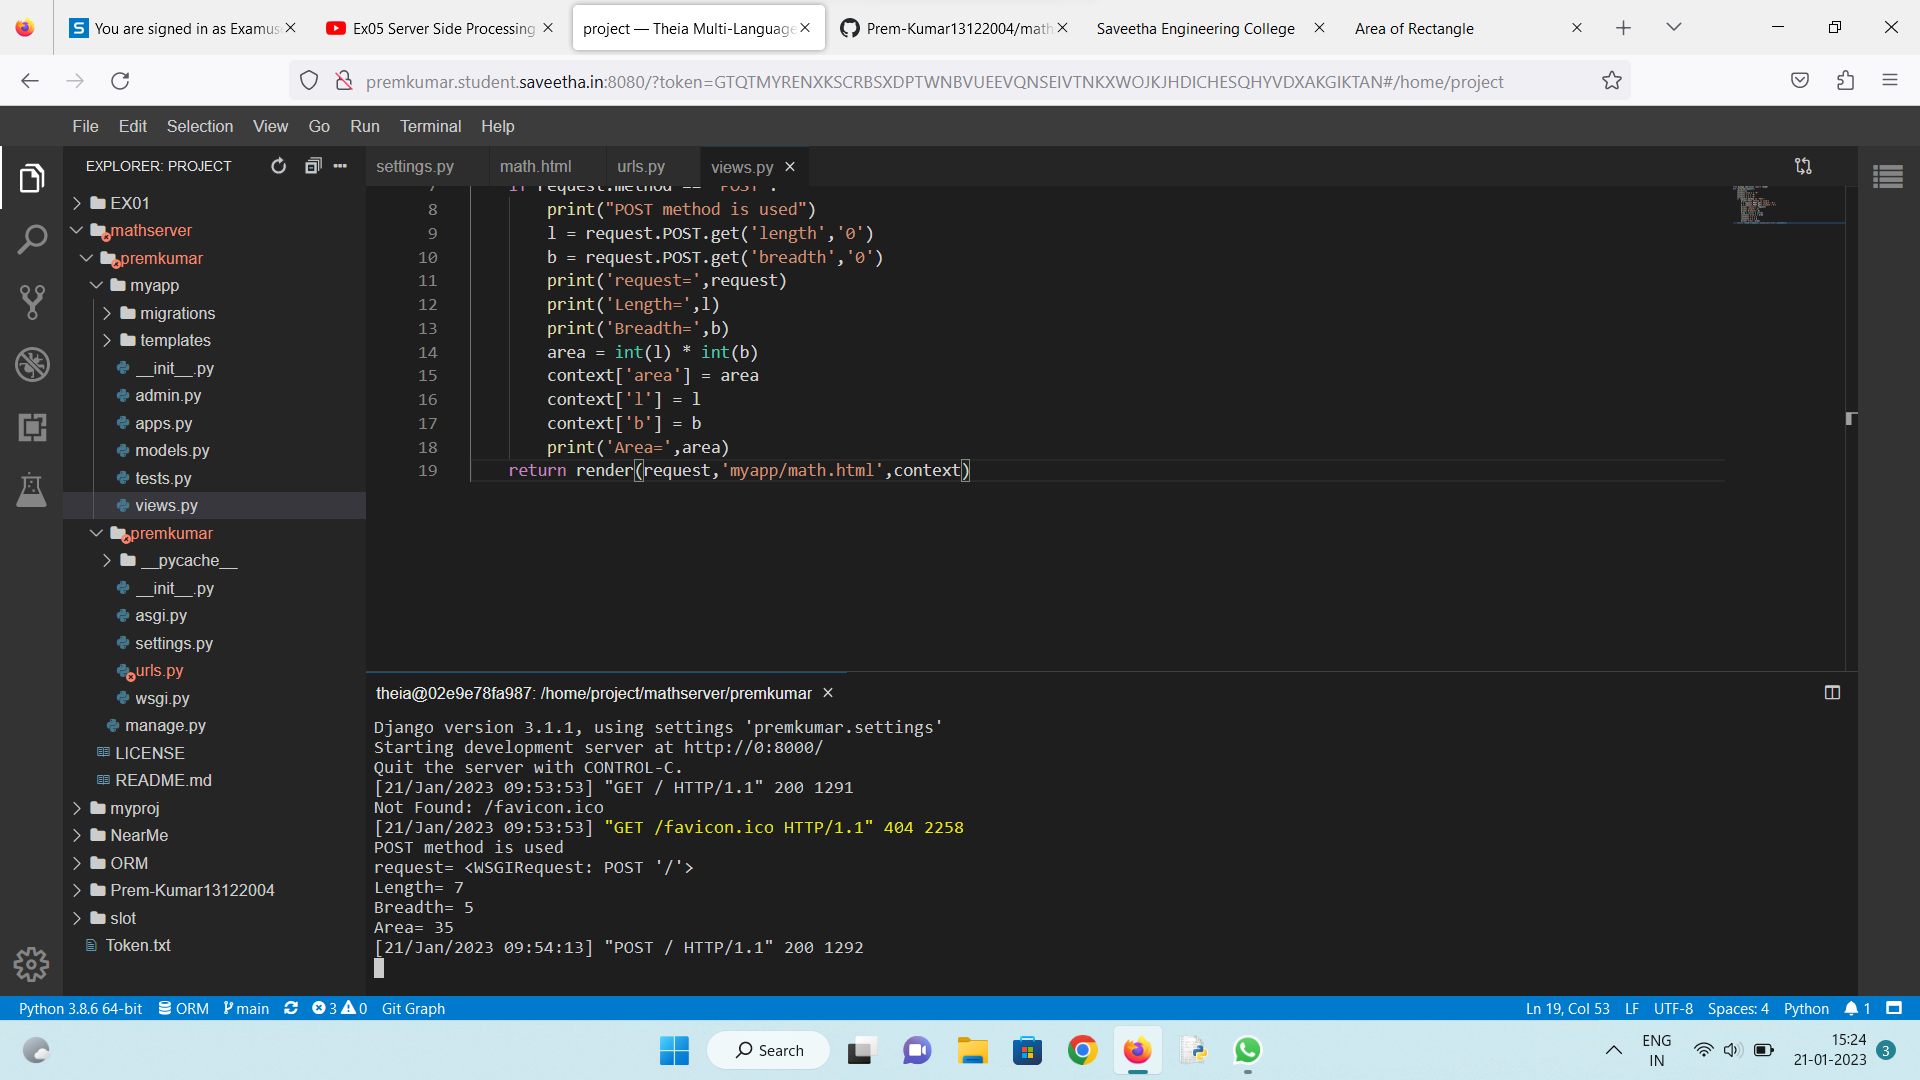 You are signed in as Examus
Ex05 Server Side Processing
project — Theia Multi-Language
Prem-Kumar13122004/math
Saveetha Engineering College
Area of Rectangle
premkumar.student.saveetha.in:8080/?token=GTQTMYRENXKSCRBSXDPTWNBVUEEVQNSEIVTNKXWOJKJHDICHESQHYVDXAKGIKTAN#/home/project
File Edit Selection View Go Run Terminal Help
EXPLORER: PROJECT
EX01
mathserver
premkumar
myapp
migrations
templates
__init__.py
admin.py
apps.py
models.py
tests.py
views.py
premkumar
__pycache__
__init__.py
asgi.py
settings.py
urls.py
wsgi.py
manage.py
LICENSE
README.md
myproj
NearMe
ORM
Prem-Kumar13122004
slot
Token.txt
settings.py math.html urls.py views.py
7 if request.method == 'POST':
8 print("POST method is used")
9 l = request.POST.get('length','0')
10 b = request.POST.get('breadth','0')
11 print('request=',request)
12 print('Length=',l)
13 print('Breadth=',b)
14 area = int(l) * int(b)
15 context['area'] = area
16 context['l'] = l
17 context['b'] = b
18 print('Area=',area)
19 return render(request,'myapp/math.html',context)
theia@02e9e78fa987: /home/project/mathserver/premkumar
Django version 3.1.1, using settings 'premkumar.settings'
Starting development server at http://0:8000/
Quit the server with CONTROL-C.
[21/Jan/2023 09:53:53] "GET / HTTP/1.1" 200 1291
Not Found: /favicon.ico
[21/Jan/2023 09:53:53] "GET /favicon.ico HTTP/1.1" 404 2258
POST method is used
request= <WSGIRequest: POST '/'>
Length= 7
Breadth= 5
Area= 35
[21/Jan/2023 09:54:13] "POST / HTTP/1.1" 200 1292
Python 3.8.6 64-bit ORM main 3 0 Git Graph
Ln 19, Col 53 LF UTF-8 Spaces: 4 Python 1
Search
ENG
IN
15:24
21-01-2023
3